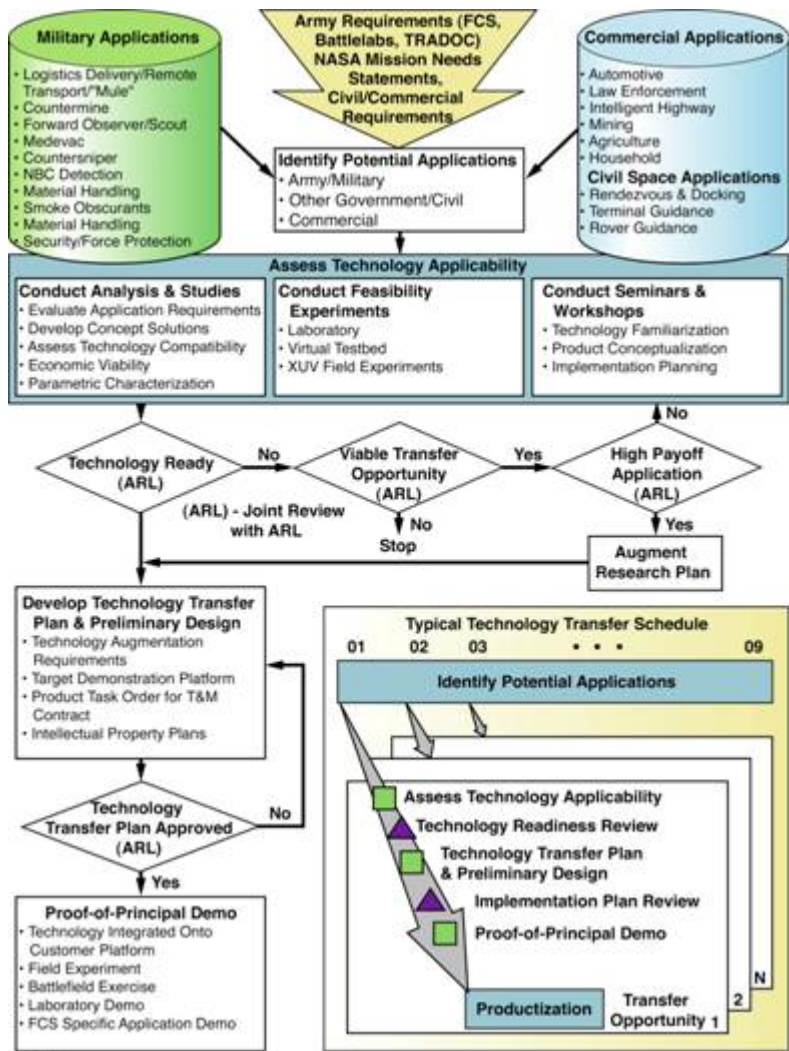 Military Applications
• Logistics Delivery/Remote
Transport/"Mule"
• Countermine
• Forward Observer/Scout
• Medevac
• Countersniper
• NBC Detection
• Material Handling
• Smoke Obscurants
• Material Handling
• Security/Force Protection
Army Requirements (FCS,
Battlelabs, TRADOC)
NASA Mission Needs
Statements,
Civil/Commercial
Requirements
Commercial Applications
• Automotive
• Law Enforcement
• Intelligent Highway
• Mining
• Agriculture
• Household
Civil Space Applications
• Rendezvous & Docking
• Terminal Guidance
• Rover Guidance
Identify Potential Applications
• Army/Military
• Other Government/Civil
• Commercial
Assess Technology Applicability
Conduct Analysis & Studies
• Evaluate Application Requirements
• Develop Concept Solutions
• Assess Technology Compatibility
• Economic Viability
• Parametric Characterization
Conduct Feasibility
Experiments
• Laboratory
• Virtual Testbed
• XUV Field Experiments
Conduct Seminars &
Workshops
• Technology Familiarization
• Product Conceptualization
• Implementation Planning
Technology Ready
(ARL)
No
Viable Transfer
Opportunity
(ARL)
Yes
High Payoff
Application
(ARL)
No
(ARL) - Joint Review
with ARL
No
Stop
Yes
Augment
Research Plan
Develop Technology Transfer
Plan & Preliminary Design
• Technology Augmentation
Requirements
• Target Demonstration Platform
• Product Task Order for T&M
Contract
• Intellectual Property Plans
Technology
Transfer Plan Approved
(ARL)
No
Yes
Proof-of-Principal Demo
• Technology Integrated Onto
Customer Platform
• Field Experiment
• Battlefield Exercise
• Laboratory Demo
• FCS Specific Application Demo
Typical Technology Transfer Schedule
01 02 03 • • • 09
Identify Potential Applications
Assess Technology Applicability
Technology Readiness Review
Technology Transfer Plan
& Preliminary Design
Implementation Plan Review
Proof-of-Principal Demo
Productization
Transfer
Opportunity 1
2
N